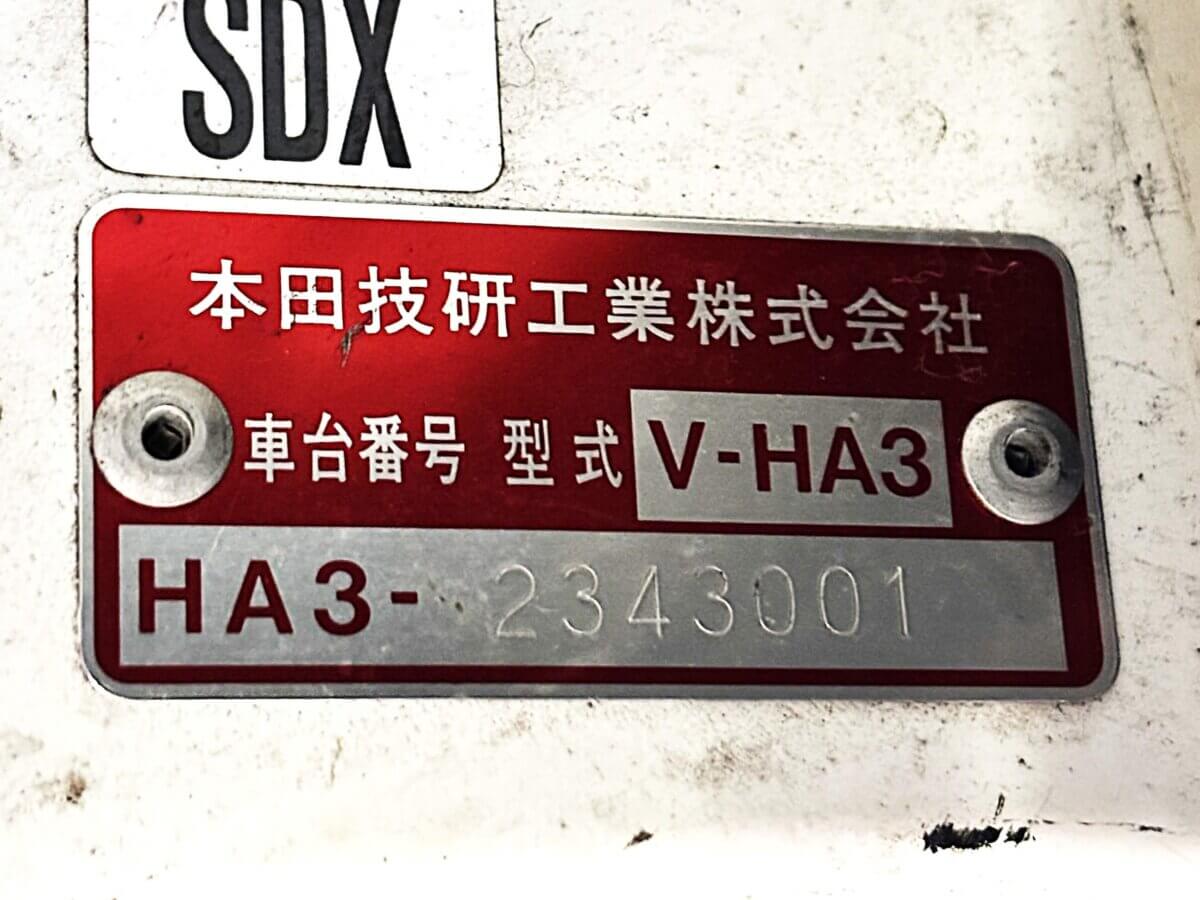 SDX
本田技研工業株式会社
車台番号 型式 V-HA3
HA3- 2343001